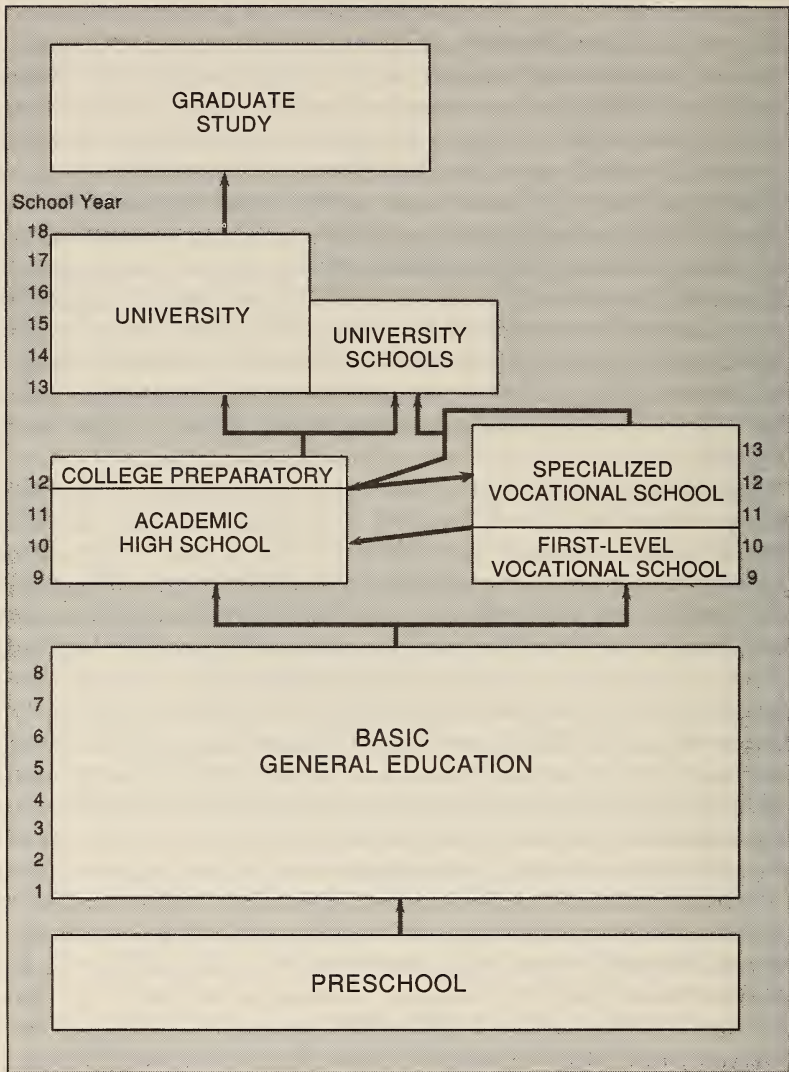 GRADUATE
STUDY
School Year
18
17
16
15
14
13
UNIVERSITY
UNIVERSITY
SCHOOLS
12
11
10
9
COLLEGE PREPARATORY
ACADEMIC
HIGH SCHOOL
SPECIALIZED
VOCATIONAL SCHOOL
FIRST-LEVEL
VOCATIONAL SCHOOL
13
12
11
10
9
8
7
6
5
4
3
2
1
BASIC
GENERAL EDUCATION
PRESCHOOL